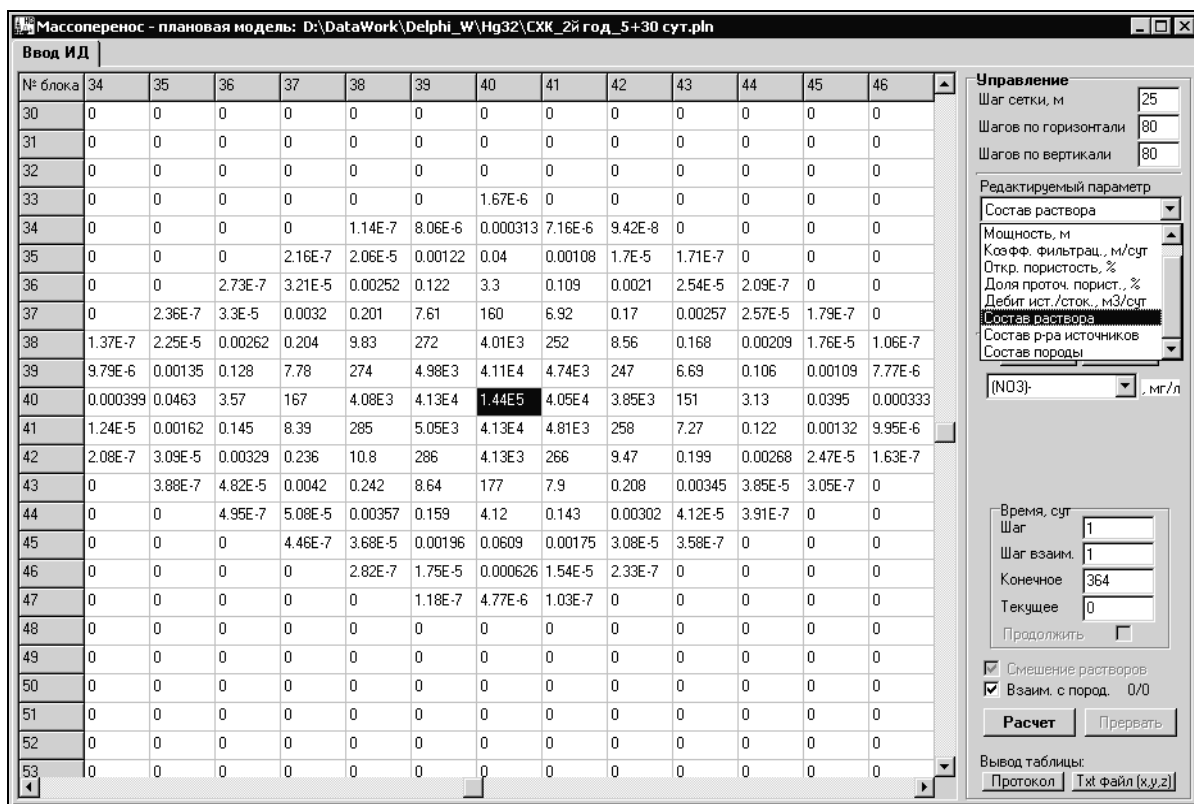 Массоперенос - плановая модель: D:\DataWork\Delphi_W\Hg32\СХК_2й год_5+30 сут.pln
Ввод ИД
№ блока 34 35 36 37 38 39 40 41 42 43 44 45 46
30 0 0 0 0 0 0 0 0 0 0 0 0 0
31 0 0 0 0 0 0 0 0 0 0 0 0 0
32 0 0 0 0 0 0 0 0 0 0 0 0 0
33 0 0 0 0 0 0 1.67E-6 0 0 0 0 0 0
34 0 0 0 0 1.14E-7 8.06E-6 0.000313 7.16E-6 9.42E-8 0 0 0 0
35 0 0 0 2.16E-7 2.06E-5 0.00122 0.04 0.00108 1.7E-5 1.71E-7 0 0 0
36 0 0 2.73E-7 3.21E-5 0.00252 0.122 3.3 0.109 0.0021 2.54E-5 2.09E-7 0 0
37 0 2.36E-7 3.3E-5 0.0032 0.201 7.61 160 6.92 0.17 0.00257 2.57E-5 1.79E-7 0
38 1.37E-7 2.25E-5 0.00262 0.204 9.83 272 4.01E3 252 8.56 0.168 0.00209 1.76E-5 1.06E-7
39 9.79E-6 0.00135 0.128 7.78 274 4.98E3 4.11E4 4.74E3 247 6.69 0.106 0.00109 7.77E-6
40 0.000399 0.0463 3.57 167 4.08E3 4.13E4 1.44E5 4.05E4 3.85E3 151 3.13 0.0395 0.000333
41 1.24E-5 0.00162 0.145 8.39 285 5.05E3 4.13E4 4.81E3 258 7.27 0.122 0.00132 9.95E-6
42 2.08E-7 3.09E-5 0.00329 0.236 10.8 286 4.13E3 266 9.47 0.199 0.00268 2.47E-5 1.63E-7
43 0 3.88E-7 4.82E-5 0.0042 0.242 8.64 177 7.9 0.208 0.00345 3.85E-5 3.05E-7 0
44 0 0 4.95E-7 5.08E-5 0.00357 0.159 4.12 0.143 0.00302 4.12E-5 3.91E-7 0 0
45 0 0 0 4.46E-7 3.68E-5 0.00196 0.0609 0.00175 3.08E-5 3.58E-7 0 0 0
46 0 0 0 0 2.82E-7 1.75E-5 0.000626 1.54E-5 2.33E-7 0 0 0 0
47 0 0 0 0 0 1.18E-7 4.77E-6 1.03E-7 0 0 0 0 0
48 0 0 0 0 0 0 0 0 0 0 0 0 0
49 0 0 0 0 0 0 0 0 0 0 0 0 0
50 0 0 0 0 0 0 0 0 0 0 0 0 0
51 0 0 0 0 0 0 0 0 0 0 0 0 0
52 0 0 0 0 0 0 0 0 0 0 0 0 0
53 0 0 0 0 0 0 0 0 0 0 0 0 0
Управление
Шаг сетки, м 25
Шагов по горизонтали 80
Шагов по вертикали 80
Редактируемый параметр
Состав раствора
Мощность, м
Коэфф. фильтрац., м/сут
Откр. пористость, %
Доля проточ. порист., %
Дебит ист./сток., м3/сут
Состав раствора
Состав р-ра источников
Состав породы
(NO3)- , мг/л
Время, сут
Шаг 1
Шаг взаим. 1
Конечное 364
Текущее 0
Продолжить
Смешение растворов
Взаим. с пород. 0/0
Расчет Прервать
Вывод таблицы:
Протокол Txt файл (x,y,z)